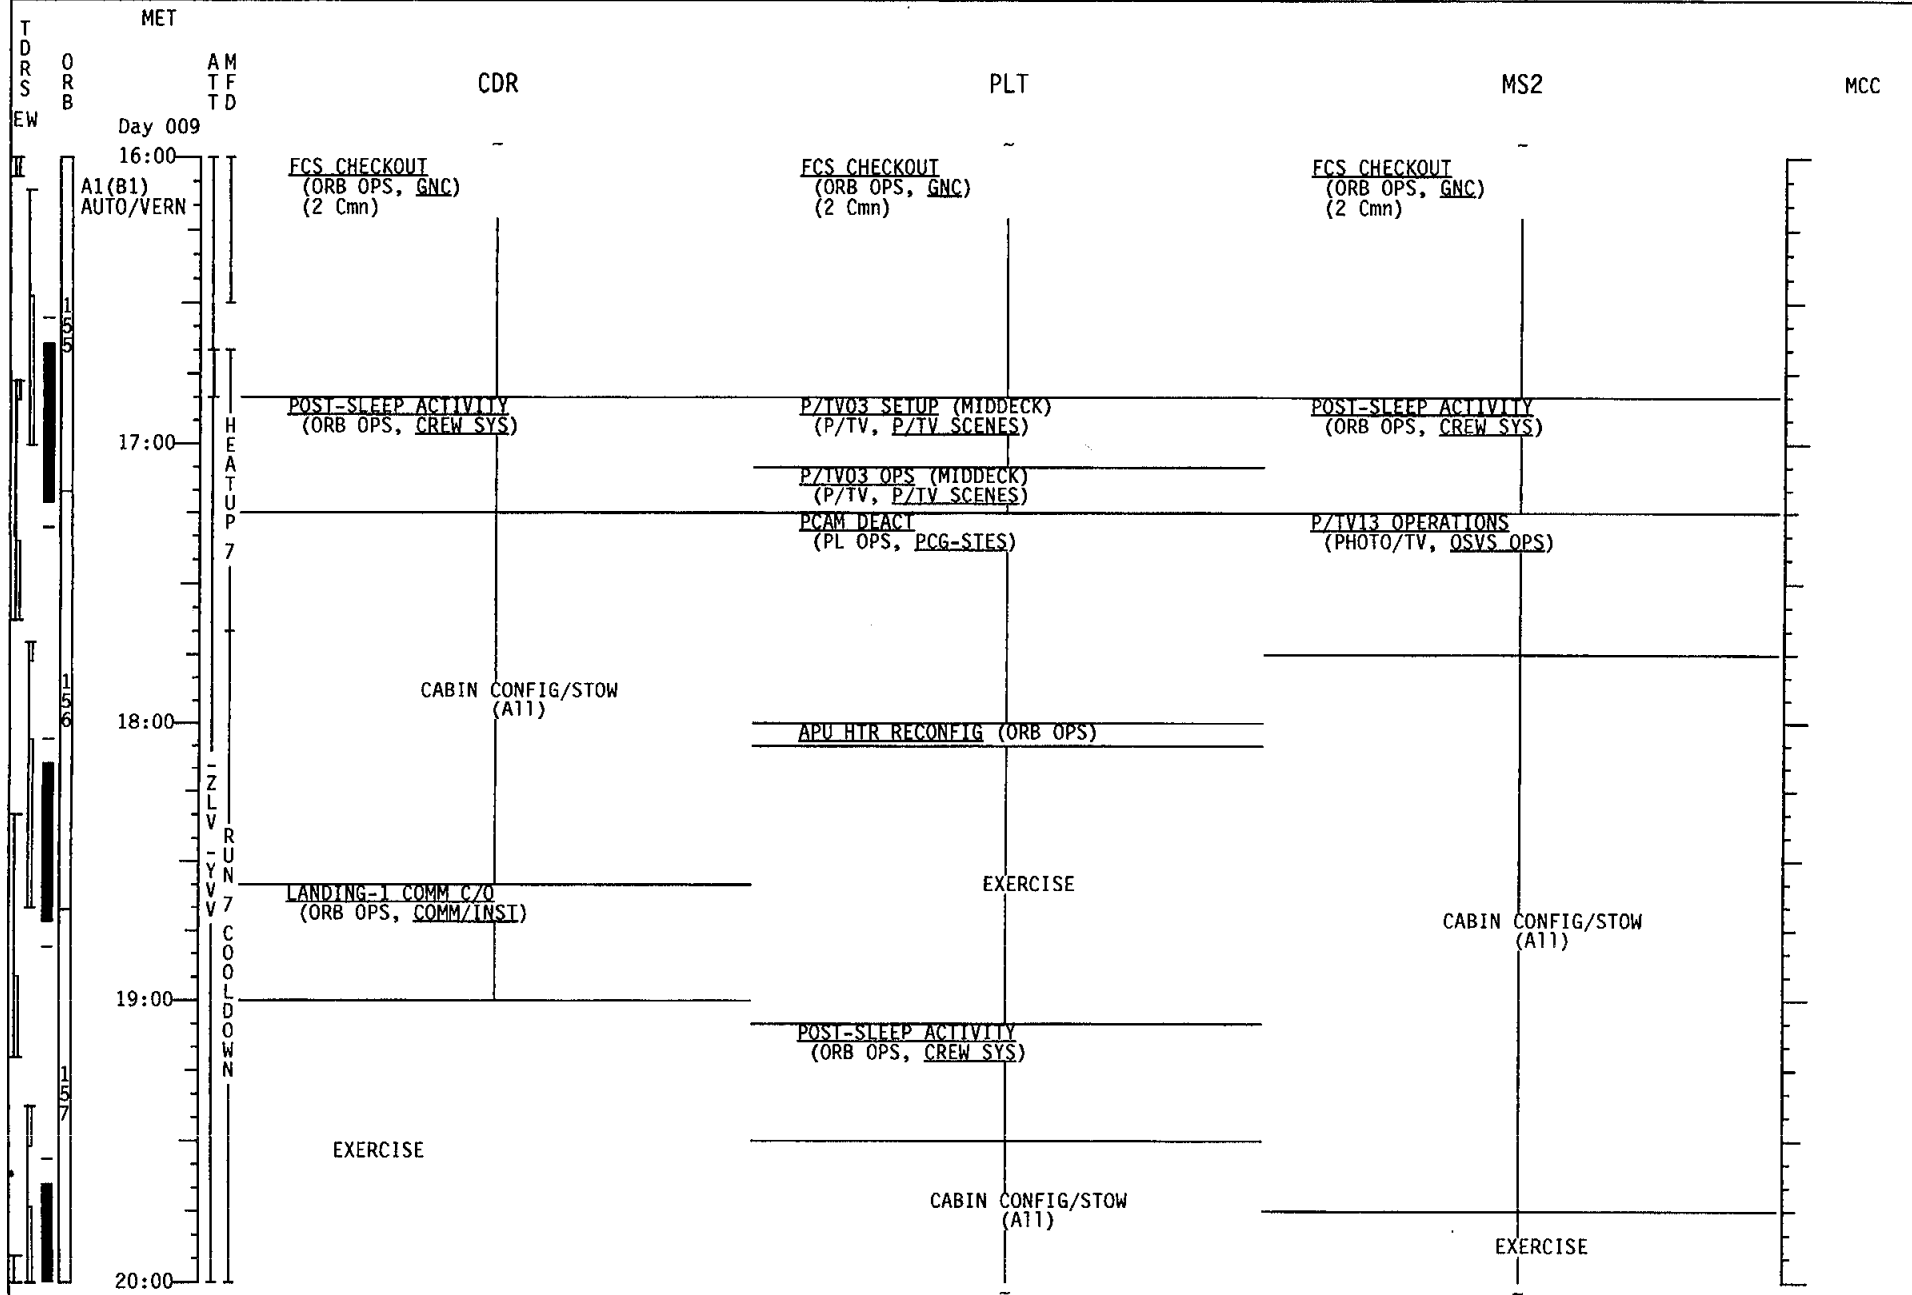 MET
TDRS
EW
ORB
ATT
MFD
CDR
PLT
MS2
MCC
Day 009
~
~
~
16:00
A1(B1)
AUTO/VERN
FCS CHECKOUT
(ORB OPS, GNC)
(2 Cmn)
FCS CHECKOUT
(ORB OPS, GNC)
(2 Cmn)
FCS CHECKOUT
(ORB OPS, GNC)
(2 Cmn)
155
POST-SLEEP ACTIVITY
(ORB OPS, CREW SYS)
P/TV03 SETUP (MIDDECK)
(P/TV, P/TV SCENES)
POST-SLEEP ACTIVITY
(ORB OPS, CREW SYS)
17:00
HEATUP 7
P/TV03 OPS (MIDDECK)
(P/TV, P/TV SCENES)
PCAM DEACT
(PL OPS, PCG-STES)
P/TV13 OPERATIONS
(PHOTO/TV, OSVS OPS)
156
CABIN CONFIG/STOW
(All)
18:00
APU HTR RECONFIG (ORB OPS)
-ZLV -YVV
RUN 7 COOLDOWN
EXERCISE
LANDING-1 COMM C/O
(ORB OPS, COMM/INST)
CABIN CONFIG/STOW
(All)
19:00
POST-SLEEP ACTIVITY
(ORB OPS, CREW SYS)
157
EXERCISE
CABIN CONFIG/STOW
(All)
EXERCISE
20:00
~
~